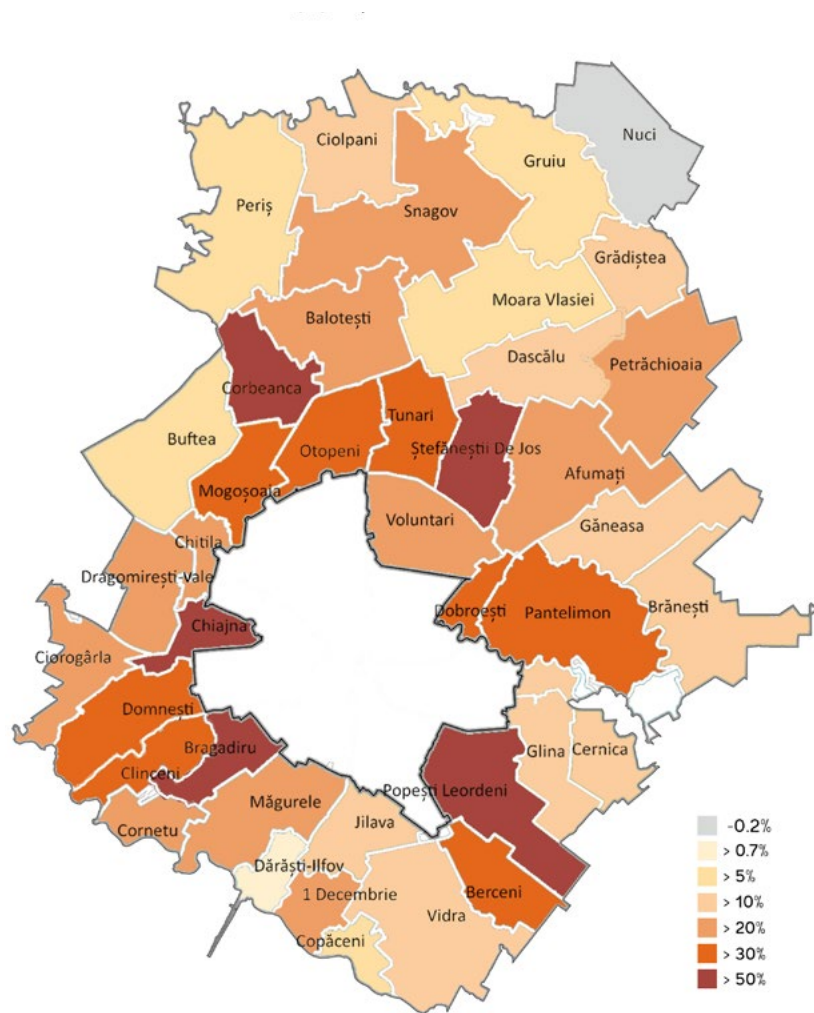 Nuci
Ciolpani
Gruiu
Periș
Snagov
Grădiștea
Moara Vlasiei
Balotești
Dascălu
Petrăchioaia
Corbeanca
Tunari
Buftea
Otopeni
Ștefăneștii De Jos
Afumați
Mogoșoaia
Voluntari
Găneasa
Chitila
Dragomirești-Vale
Dobroești
Pantelimon
Brănești
Chiajna
Ciorogârla
Domnești
Bragadiru
Glina
Cernica
Clinceni
Popești Leordeni
Măgurele
Jilava
Cornetu
Dărăști-Ilfov
1 Decembrie
Berceni
Vidra
Copăceni
-0.2%
> 0.7%
> 5%
> 10%
> 20%
> 30%
> 50%